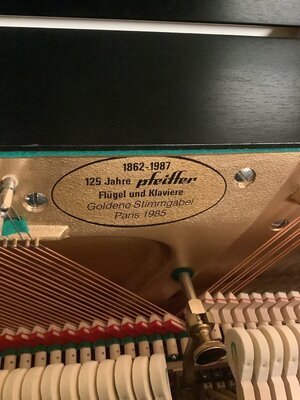 1862-1987
125 Jahre pfeiffer
Flügel und Klaviere
Goldene Stimmgabel
Paris 1985